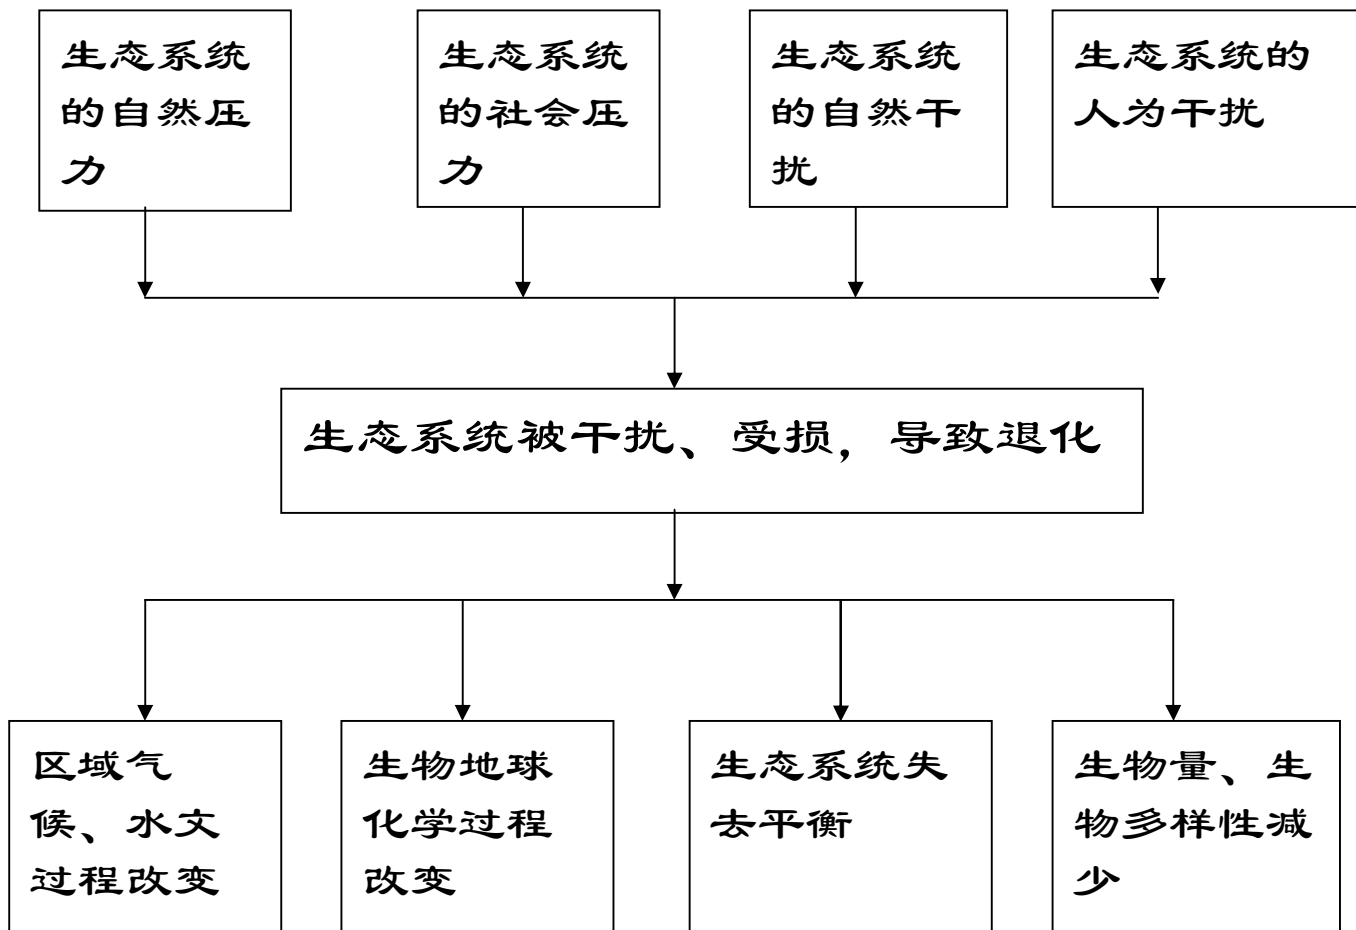 生态系统
的自然压
力
生态系统
的社会压
力
生态系统
的自然干
扰
生态系统的
人为干扰
生态系统被干扰、受损，导致退化
区域气
候、水文
过程改变
生物地球
化学过程
改变
生态系统失
去平衡
生物量、生
物多样性减
少